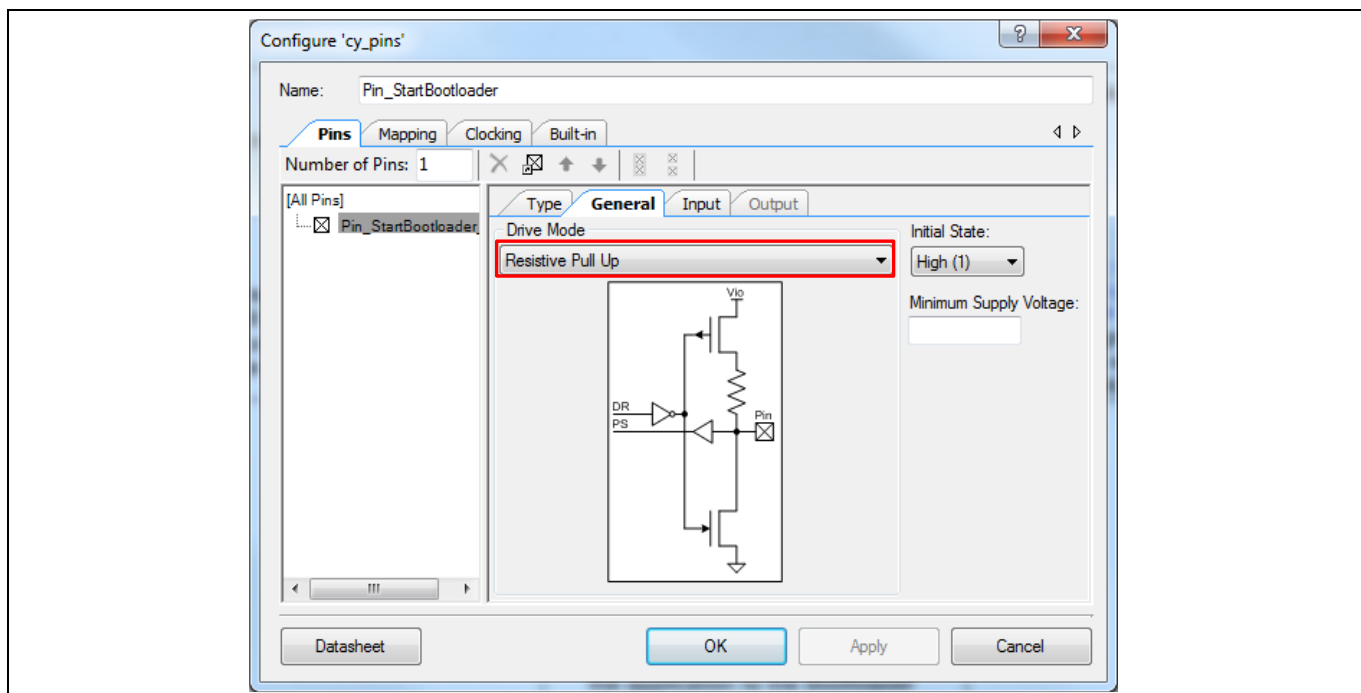 Configure 'cy_pins'
Name: Pin_StartBootloader
Pins Mapping Clocking Built-in
Number of Pins: 1
[All Pins]
Pin_StartBootloader
Type General Input Output
Drive Mode
Resistive Pull Up
Initial State:
High (1)
Minimum Supply Voltage:
Vio
DR
PS
Pin
Datasheet
OK
Apply
Cancel